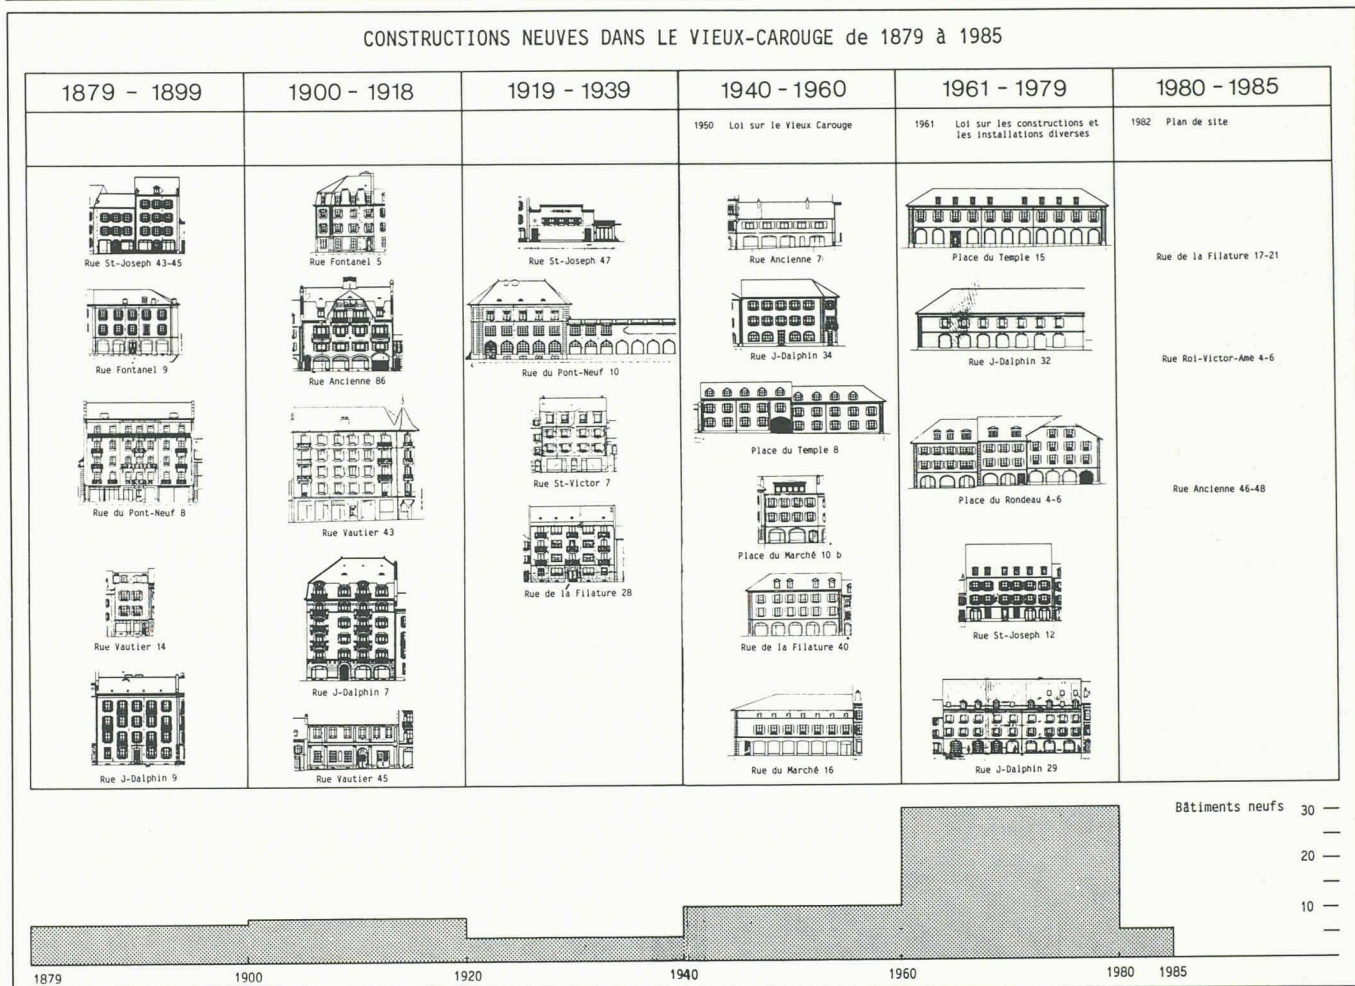 CONSTRUCTIONS NEUVES DANS LE VIEUX-CAROUGE de 1879 à 1985
1879 - 1899
1900 - 1918
1919 - 1939
1940 - 1960
1961 - 1979
1980 - 1985
1950 Loi sur le Vieux Carouge
1961 Loi sur les constructions et
les installations diverses
1982 Plan de site
Rue St-Joseph 43-45
Rue Fontanel 9
Rue du Pont-Neuf 8
Rue Vautier 14
Rue J-Dalphin 9
Rue Fontanel 5
Rue Ancienne 86
Rue Vautier 43
Rue J-Dalphin 7
Rue Vautier 45
Rue St-Joseph 47
Rue du Pont-Neuf 10
Rue St-Victor 7
Rue de la Filature 28
Rue Ancienne 7
Rue J-Dalphin 34
Place du Temple 8
Place du Marché 10 b
Rue de la Filature 40
Rue du Marché 16
Place du Temple 15
Rue J-Dalphin 32
Place du Rondeau 4-6
Rue St-Joseph 12
Rue J-Dalphin 29
Rue de la Filature 17-21
Rue Roi-Victor-Ame 4-6
Rue Ancienne 46-48
Bâtiments neufs
30
20
10
1879
1900
1920
1940
1960
1980
1985